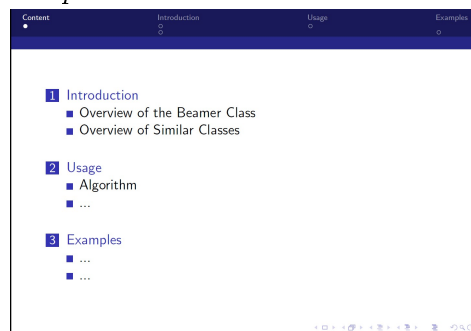 Content Introduction Usage Examples
1 Introduction
Overview of the Beamer Class
Overview of Similar Classes
2 Usage
Algorithm
...
3 Examples
...
...